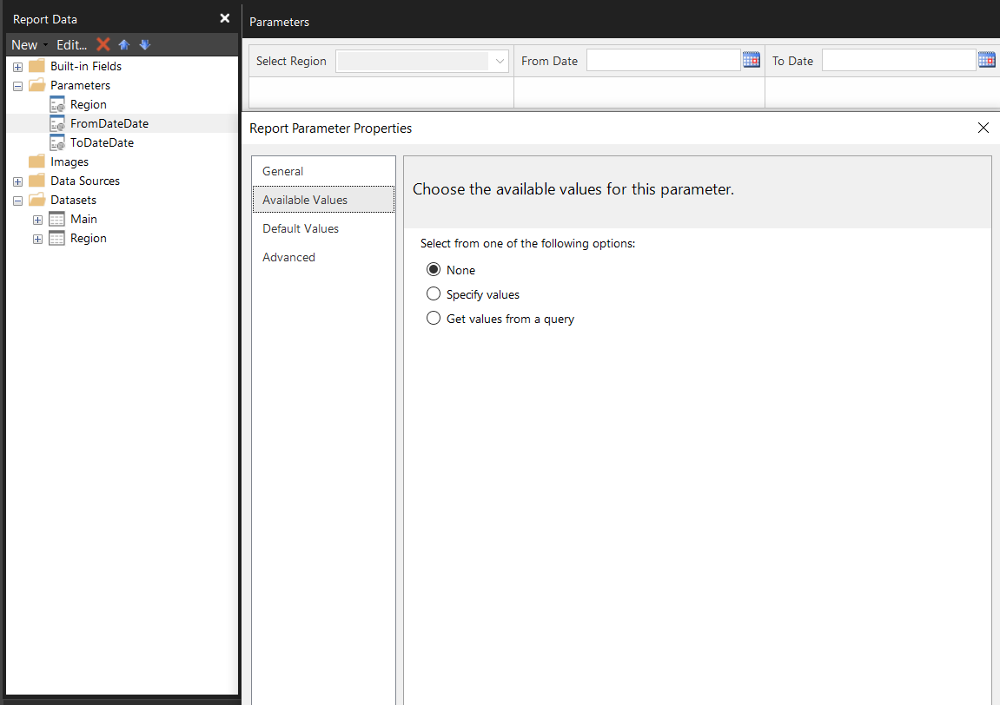 Report Data
New Edit...
Built-in Fields
Parameters
Region
FromDateDate
ToDateDate
Images
Data Sources
Datasets
Main
Region
Parameters
Select Region From Date To Date
Report Parameter Properties
General
Available Values
Default Values
Advanced
Choose the available values for this parameter.
Select from one of the following options:
None
Specify values
Get values from a query